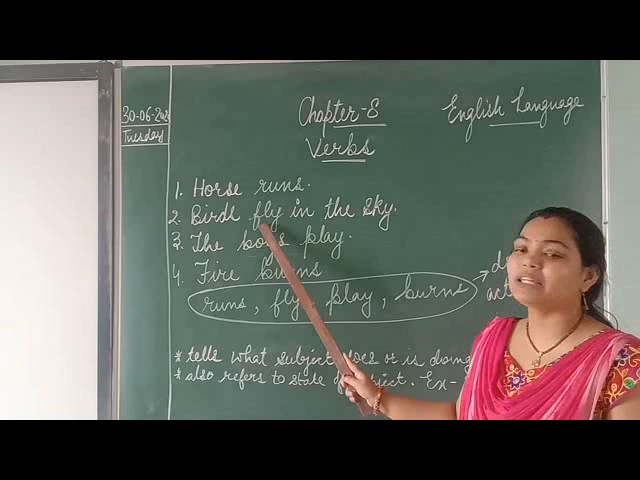 30-06-202
Tuesday
Chapter-8
English Language
Verbs
1. Horse runs.
2. Birds fly in the sky.
3. The boys play.
4. Fire burns
runs, fly, play, burns
* tells what subject does or is doing
* also refers to state of subject. Ex-